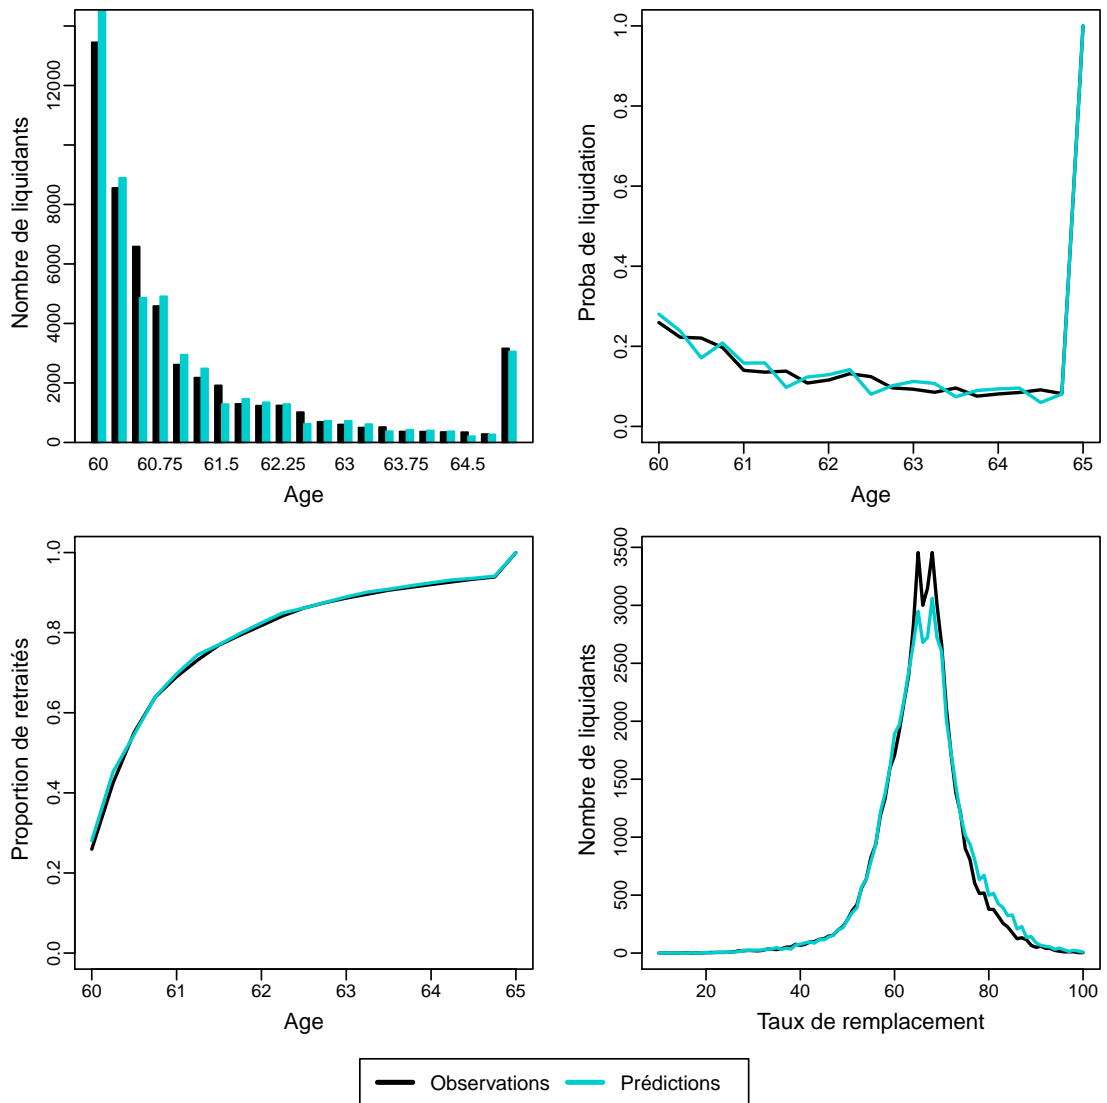 Nombre de liquidants
0 2000 4000 6000 8000 12000
60 60.75 61.5 62.25 63 63.75 64.5
Age
Proba de liquidation
0.0 0.2 0.4 0.6 0.8 1.0
60 61 62 63 64 65
Age
Proportion de retraités
0.0 0.2 0.4 0.6 0.8 1.0
60 61 62 63 64 65
Age
Nombre de liquidants
0 500 1000 1500 2000 2500 3000 3500
20 40 60 80 100
Taux de remplacement
Observations Prédictions